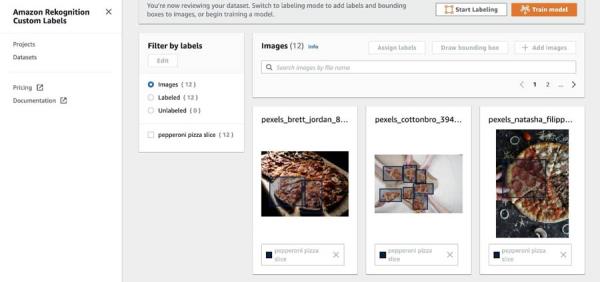 Amazon Rekognition
Custom Labels
Projects
Datasets
Pricing
Documentation
You're now reviewing your dataset. Switch to labeling mode to add labels and bounding
boxes to images, or begin training a model.
Start Labeling
Train model
Filter by labels
Edit
Images ( 12 )
Labeled ( 12 )
Unlabeled ( 0 )
pepperoni pizza slice ( 12 )
Images (12) Info
Assign labels
Draw bounding box
+ Add images
Search images by file name
< 1 2 ... >
pexels_brett_jordan_8...
pexels_cottonbro_394...
pexels_natasha_filipp...
pepperoni pizza
slice
pepperoni pizza
slice
pepperoni pizza
slice